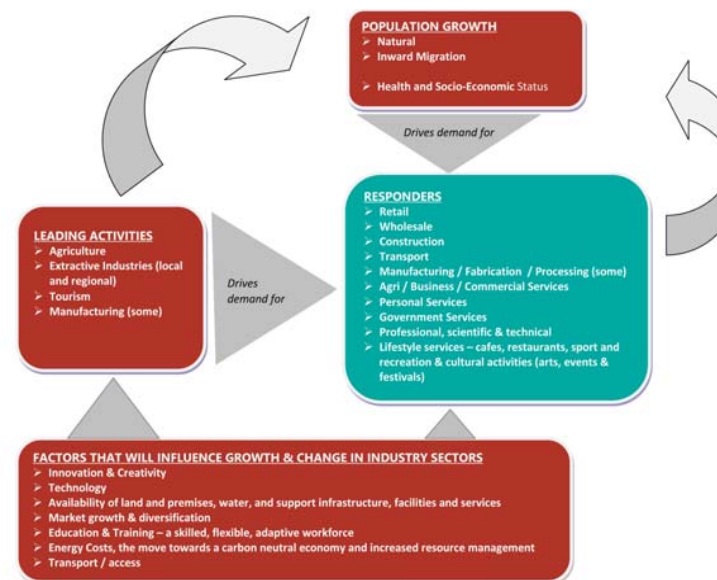 POPULATION GROWTH
➢ Natural
➢ Inward Migration
➢ Health and Socio-Economic Status
Drives demand for
LEADING ACTIVITIES
➢ Agriculture
➢ Extractive Industries (local
and regional)
➢ Tourism
➢ Manufacturing (some)
Drives
demand for
RESPONDERS
➢ Retail
➢ Wholesale
➢ Construction
➢ Transport
➢ Manufacturing / Fabrication / Processing (some)
➢ Agri / Business / Commercial Services
➢ Personal Services
➢ Government Services
➢ Professional, scientific & technical
➢ Lifestyle services – cafes, restaurants, sport and
recreation & cultural activities (arts, events &
festivals)
FACTORS THAT WILL INFLUENCE GROWTH & CHANGE IN INDUSTRY SECTORS
➢ Innovation & Creativity
➢ Technology
➢ Availability of land and premises, water, and support infrastructure, facilities and services
➢ Market growth & diversification
➢ Education & Training – a skilled, flexible, adaptive workforce
➢ Energy Costs, the move towards a carbon neutral economy and increased resource management
➢ Transport / access